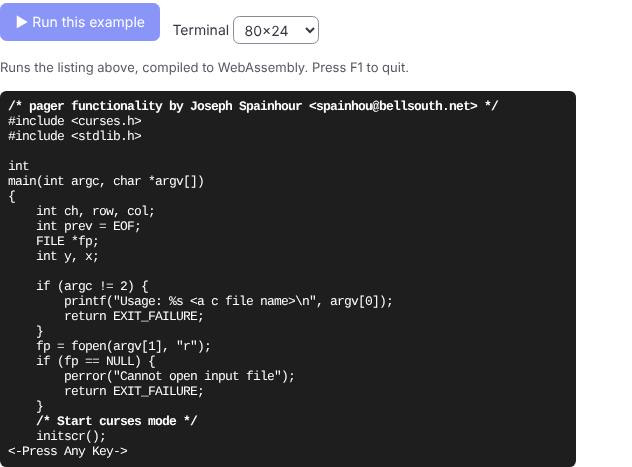 ▶ Run this example
Terminal 80×24
Runs the listing above, compiled to WebAssembly. Press F1 to quit.
/* pager functionality by Joseph Spainhour <spainhou@bellsouth.net> */
#include <curses.h>
#include <stdlib.h>

int
main(int argc, char *argv[])
{
    int ch, row, col;
    int prev = EOF;
    FILE *fp;
    int y, x;

    if (argc != 2) {
        printf("Usage: %s <a c file name>\n", argv[0]);
        return EXIT_FAILURE;
    }
    fp = fopen(argv[1], "r");
    if (fp == NULL) {
        perror("Cannot open input file");
        return EXIT_FAILURE;
    }
    /* Start curses mode */
    initscr();
<-Press Any Key->